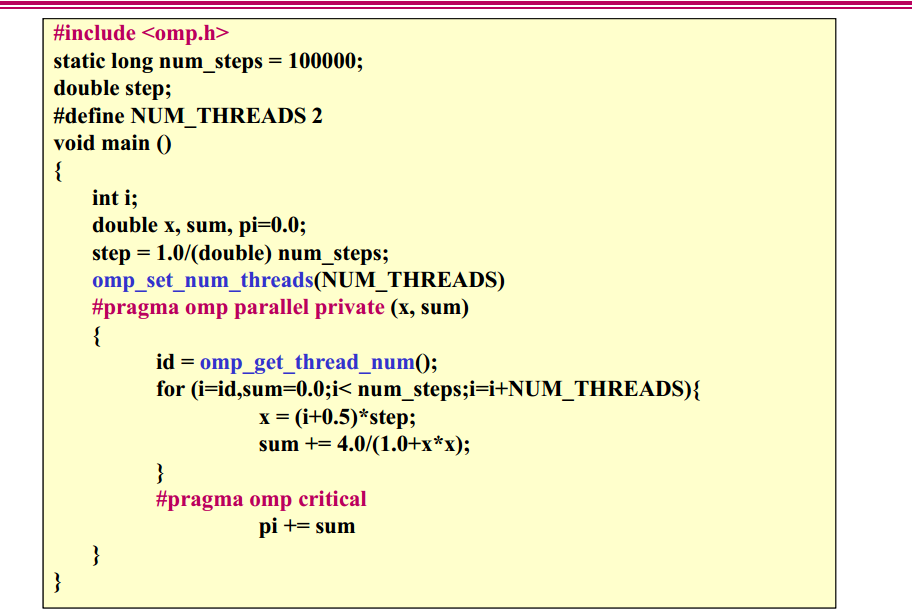 #include <omp.h>
static long num_steps = 100000;
double step;
#define NUM_THREADS 2
void main ()
{
int i;
double x, sum, pi=0.0;
step = 1.0/(double) num_steps;
omp_set_num_threads(NUM_THREADS)
#pragma omp parallel private (x, sum)
{
id = omp_get_thread_num();
for (i=id,sum=0.0;i< num_steps;i=i+NUM_THREADS){
x = (i+0.5)*step;
sum += 4.0/(1.0+x*x);
}
#pragma omp critical
pi += sum
}
}